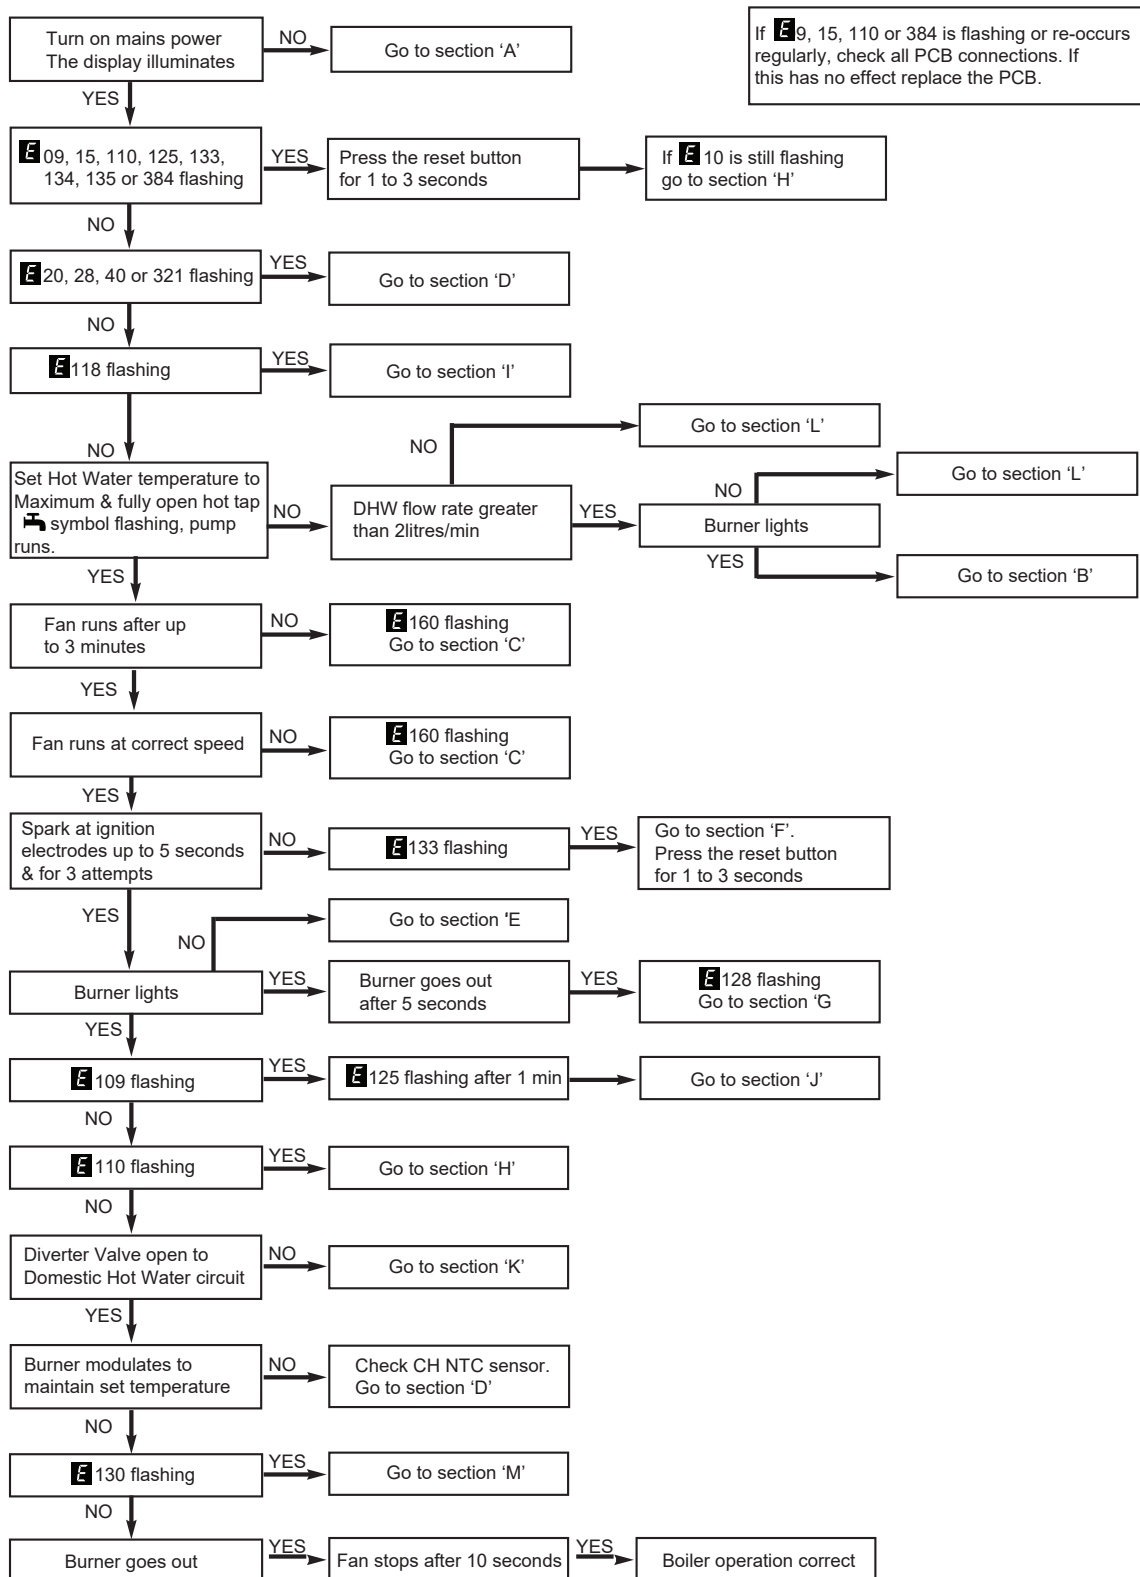 Turn on mains power
The display illuminates
NO
Go to section ‘A’
If E 9, 15, 110 or 384 is flashing or re-occurs
regularly, check all PCB connections. If
this has no effect replace the PCB.
YES
E 09, 15, 110, 125, 133,
134, 135 or 384 flashing
YES
Press the reset button
for 1 to 3 seconds
If E 10 is still flashing
go to section ‘H’
NO
E 20, 28, 40 or 321 flashing
YES
Go to section ‘D’
NO
E 118 flashing
YES
Go to section ‘I’
NO
Set Hot Water temperature to
Maximum & fully open hot tap
symbol flashing, pump
runs.
NO
DHW flow rate greater
than 2litres/min
NO
Go to section ‘L’
YES
Burner lights
NO
Go to section ‘L’
YES
Go to section ‘B’
YES
Fan runs after up
to 3 minutes
NO
E 160 flashing
Go to section ‘C’
YES
Fan runs at correct speed
NO
E 160 flashing
Go to section ‘C’
YES
Spark at ignition
electrodes up to 5 seconds
& for 3 attempts
NO
E 133 flashing
YES
Go to section ‘F’.
Press the reset button
for 1 to 3 seconds
YES
NO
Go to section ‘E
Burner lights
YES
Burner goes out
after 5 seconds
YES
E 128 flashing
Go to section ‘G
YES
E 109 flashing
YES
E 125 flashing after 1 min
Go to section ‘J’
NO
E 110 flashing
YES
Go to section ‘H’
NO
Diverter Valve open to
Domestic Hot Water circuit
NO
Go to section ‘K’
YES
Burner modulates to
maintain set temperature
NO
Check CH NTC sensor.
Go to section ‘D’
NO
E 130 flashing
YES
Go to section ‘M’
NO
Burner goes out
YES
Fan stops after 10 seconds
YES
Boiler operation correct